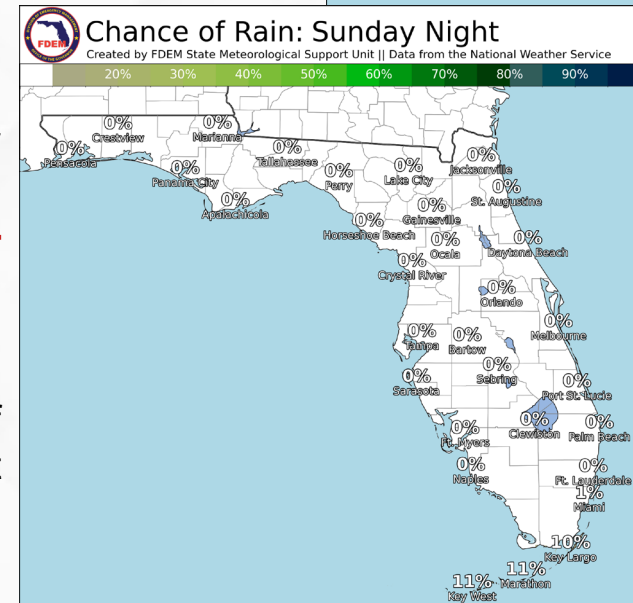 FDEM
Chance of Rain: Sunday Night
Created by FDEM State Meteorological Support Unit || Data from the National Weather Service
20% 30% 40% 50% 60% 70% 80% 90%
0%
Crestview
0%
Marianna
0%
Pensacola
0%
Tallahassee
0%
Panama City
0%
Perry
0%
Lake City
0%
Jacksonville
0%
Apalachicola
0%
St. Augustine
0%
Gainesville
0%
Horseshoe Beach
0%
Ocala
0%
Daytona Beach
0%
Crystal River
0%
Orlando
0%
Melbourne
0%
Tampa
0%
Bartow
0%
Sebring
0%
Sarasota
0%
Port St. Lucie
0%
Clewiston
0%
Palm Beach
0%
Ft. Myers
0%
Naples
0%
Ft. Lauderdale
1%
Miami
10%
Key Largo
11%
Marathon
11%
Key West